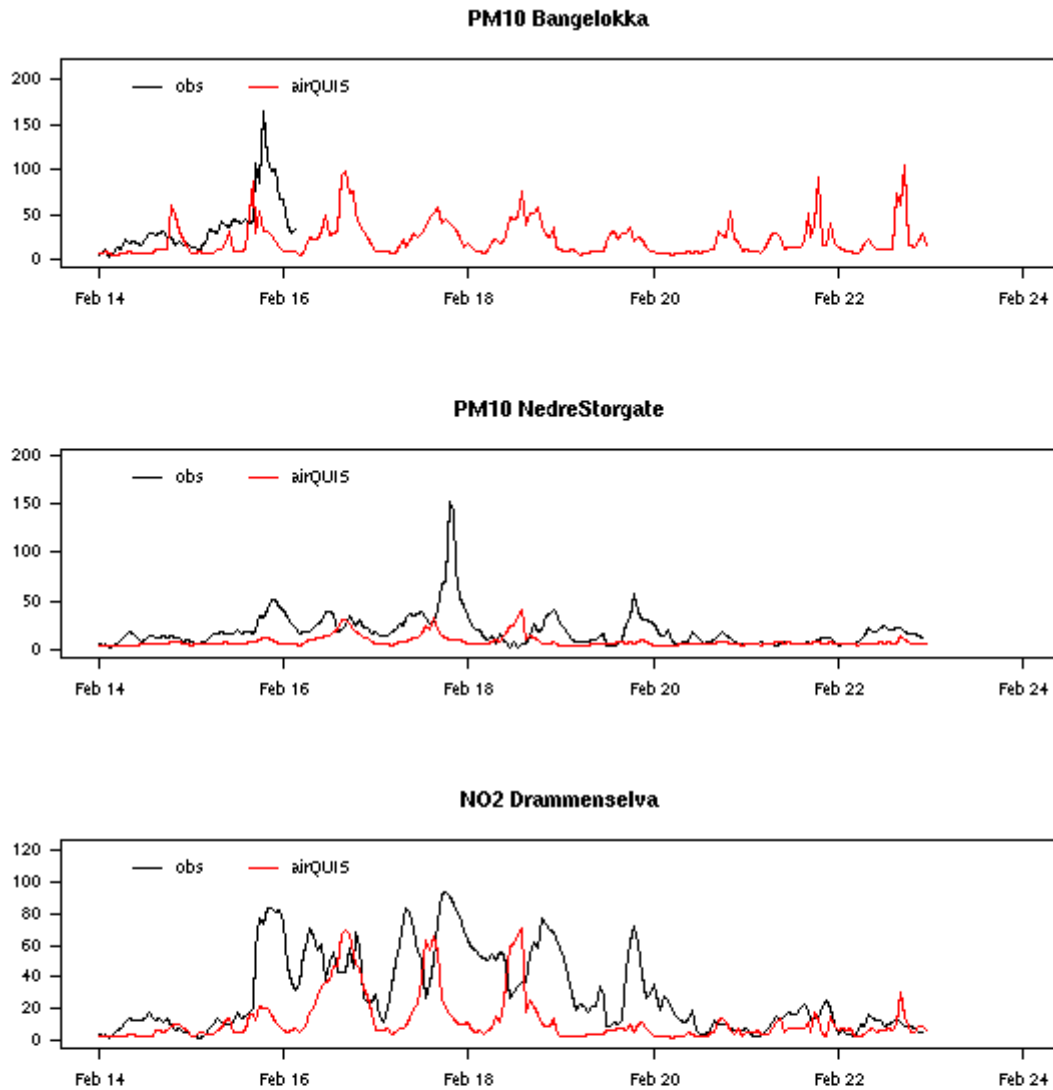 PM10 Bangelokka
obs airQUIS
200
150
100
50
0
Feb 14 Feb 16 Feb 18 Feb 20 Feb 22 Feb 24
PM10 NedreStorgate
obs airQUIS
200
150
100
50
0
Feb 14 Feb 16 Feb 18 Feb 20 Feb 22 Feb 24
NO2 Drammenselva
obs airQUIS
120
100
80
60
40
20
0
Feb 14 Feb 16 Feb 18 Feb 20 Feb 22 Feb 24